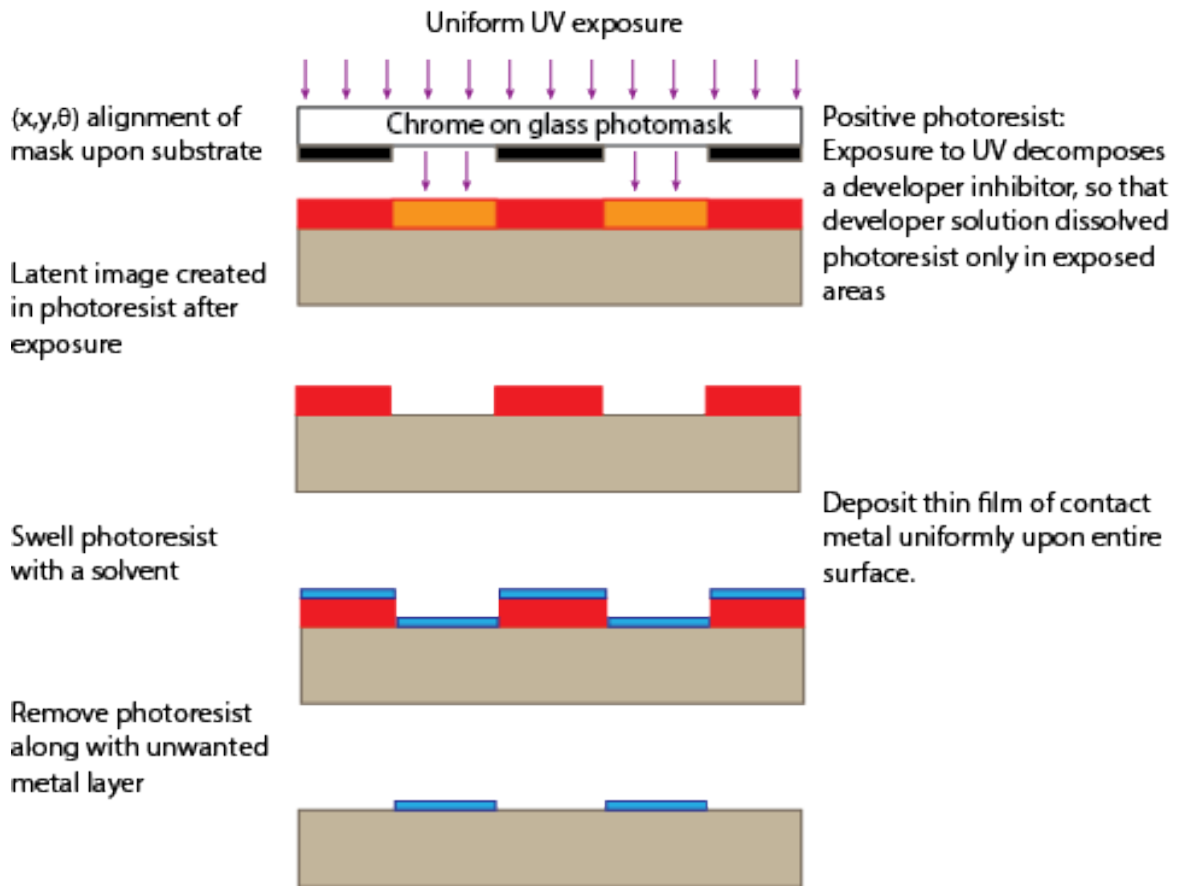 Uniform UV exposure
(x,y,θ) alignment of
mask upon substrate
Chrome on glass photomask
Positive photoresist:
Exposure to UV decomposes
a developer inhibitor, so that
developer solution dissolved
photoresist only in exposed
areas
Latent image created
in photoresist after
exposure
Deposit thin film of contact
metal uniformly upon entire
surface.
Swell photoresist
with a solvent
Remove photoresist
along with unwanted
metal layer